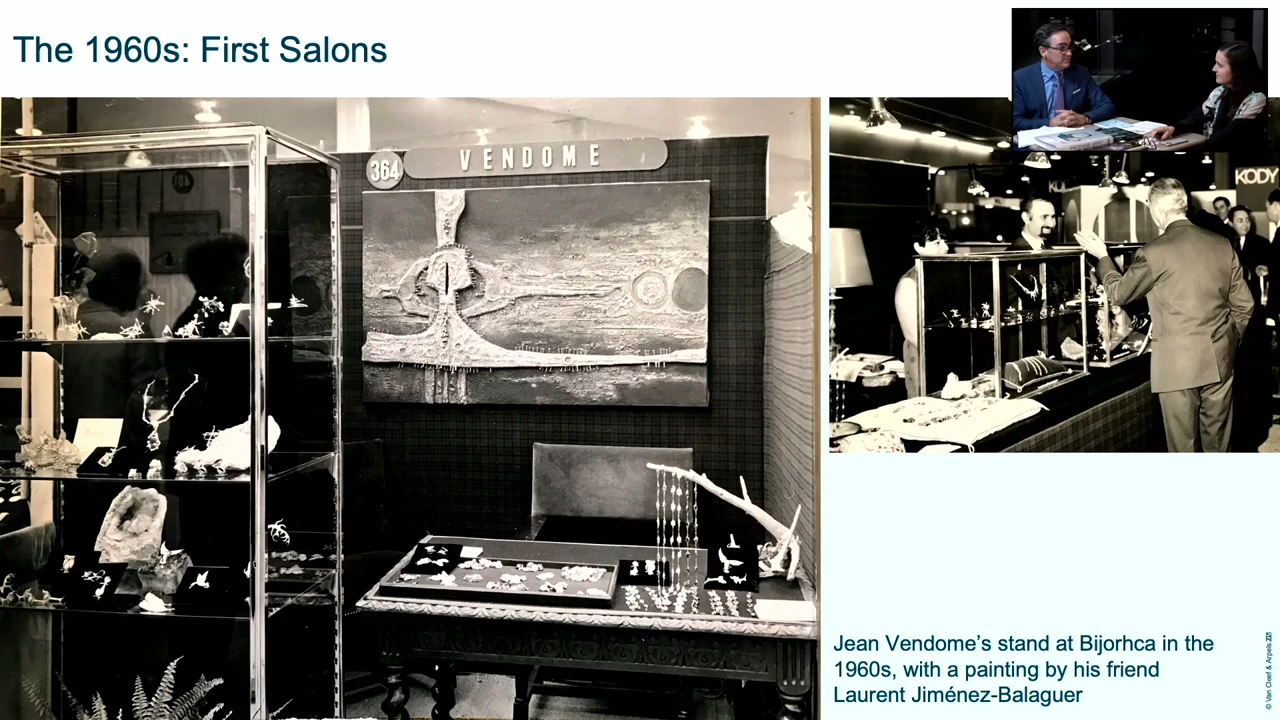 The 1960s: First Salons
364
VENDOME
KODY
Jean Vendome’s stand at Bijorhca in the
1960s, with a painting by his friend
Laurent Jiménez-Balaguer
© Van Cleef & Arpels